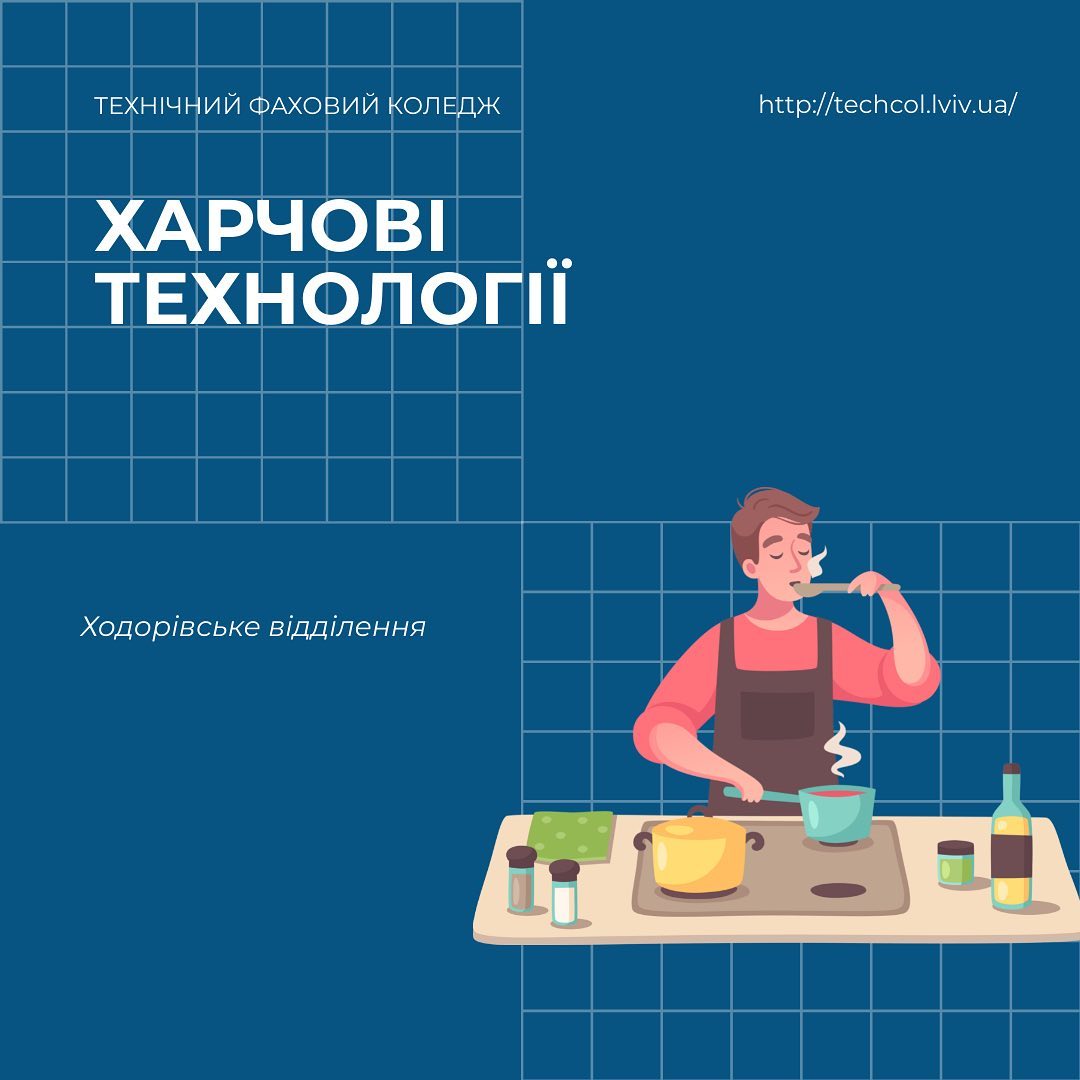 ТЕХНІЧНИЙ ФАХОВИЙ КОЛЕДЖ
http://techcol.lviv.ua/
ХАРЧОВІ
ТЕХНОЛОГІЇ
Ходорівське відділення